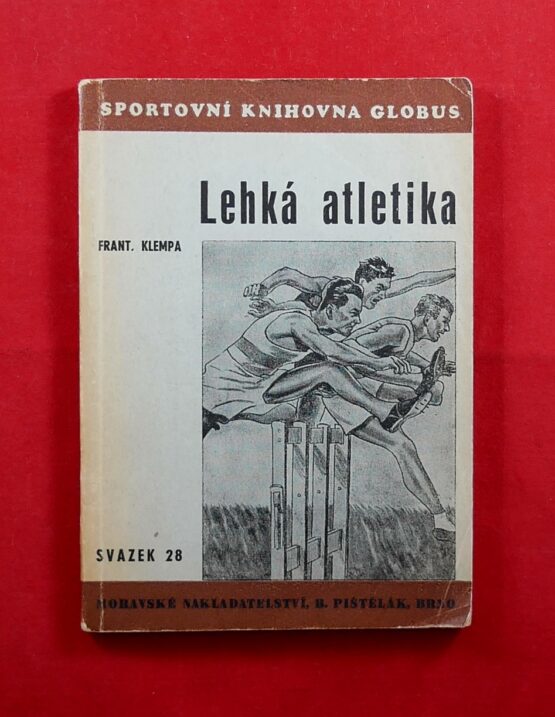 SPORTOVNÍ KNIHOVNA GLOBUS
Lehká atletika
FRANT. KLEMPA
SVAZEK 28
MORAVSKÉ NAKLADATELSTVÍ, B. PIŠTĚLÁK, BRNO